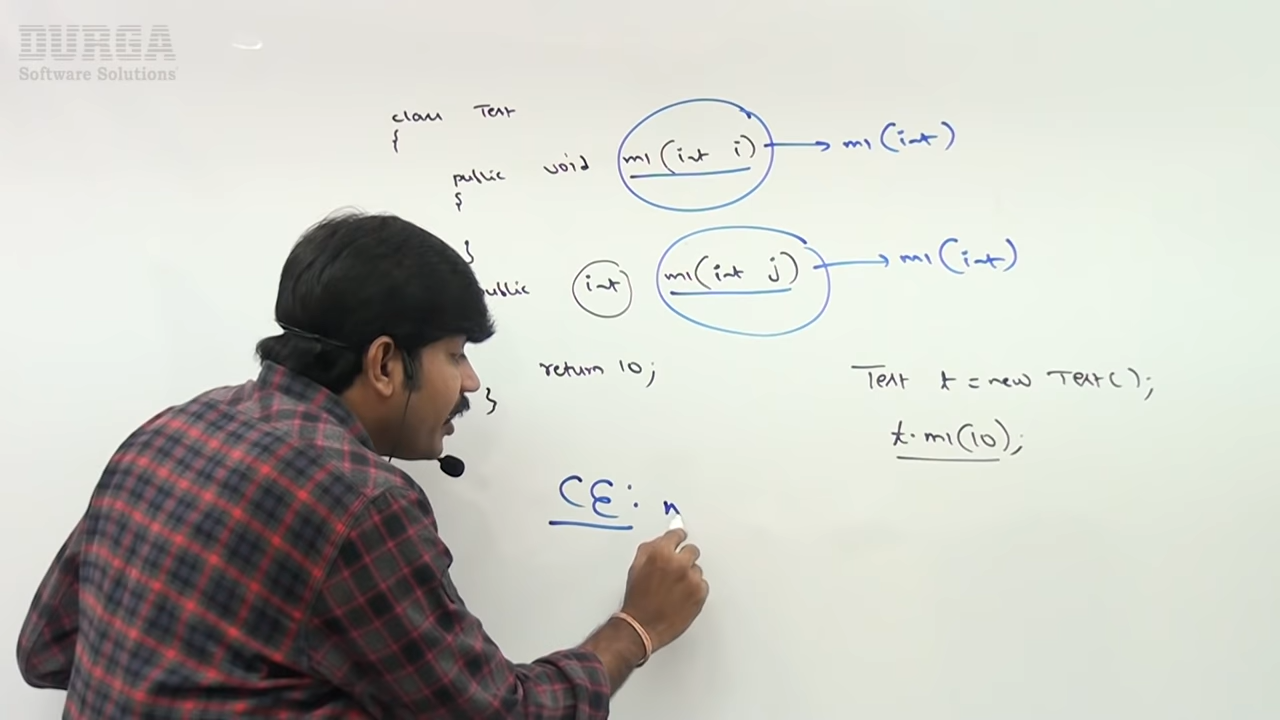 DURGA
Software Solutions
class Test
{
public void m1(int i) → m1(int)
{
}
public int m1(int j) → m1(int)
return 10;
}
Test t = new Test();
t.m1(10);
CE: n